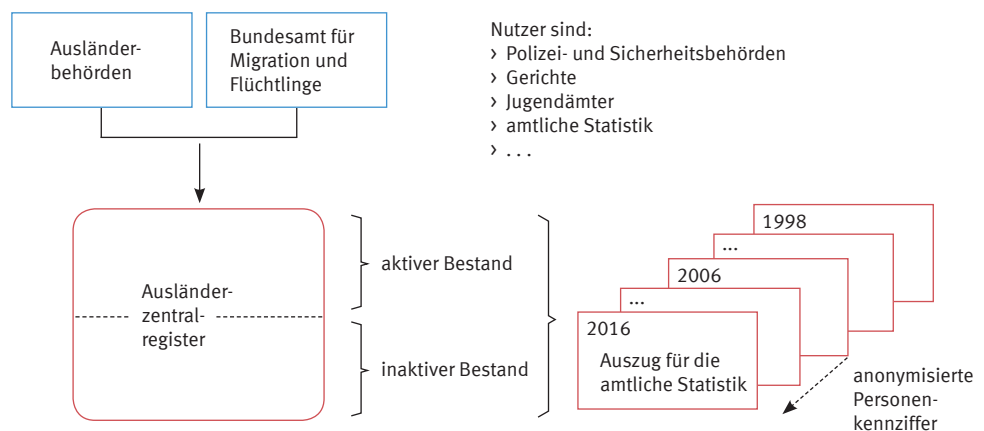 Ausländer-
behörden
Bundesamt für
Migration und
Flüchtlinge
Nutzer sind:
› Polizei- und Sicherheitsbehörden
› Gerichte
› Jugendämter
› amtliche Statistik
› . . .
Ausländer-
zentral-
register
aktiver Bestand
inaktiver Bestand
1998
...
2006
...
2016
Auszug für die
amtliche Statistik
anonymisierte
Personen-
kennziffer